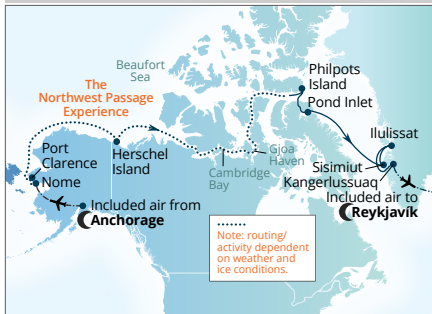 Beaufort
Sea
The
Northwest Passage
Experience
Philpots
Island
Pond Inlet
Port
Clarence
Nome
Herschel
Island
Cambridge
Bay
Gjoa
Haven
Ilulissat
Sisimiut
Kangerlussuaq
Included air to
Reykjavík
Included air from
Anchorage
Note: routing/
activity dependent
on weather and
ice conditions.